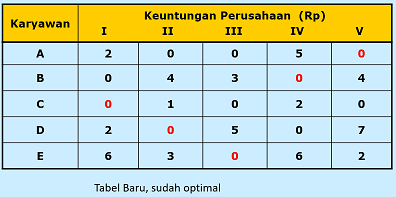 Karyawan Keuntungan Perusahaan (Rp)
I II III IV V
A 2 0 0 5 0
B 0 4 3 0 4
C 0 1 0 2 0
D 2 0 5 0 7
E 6 3 0 6 2
Tabel Baru, sudah optimal